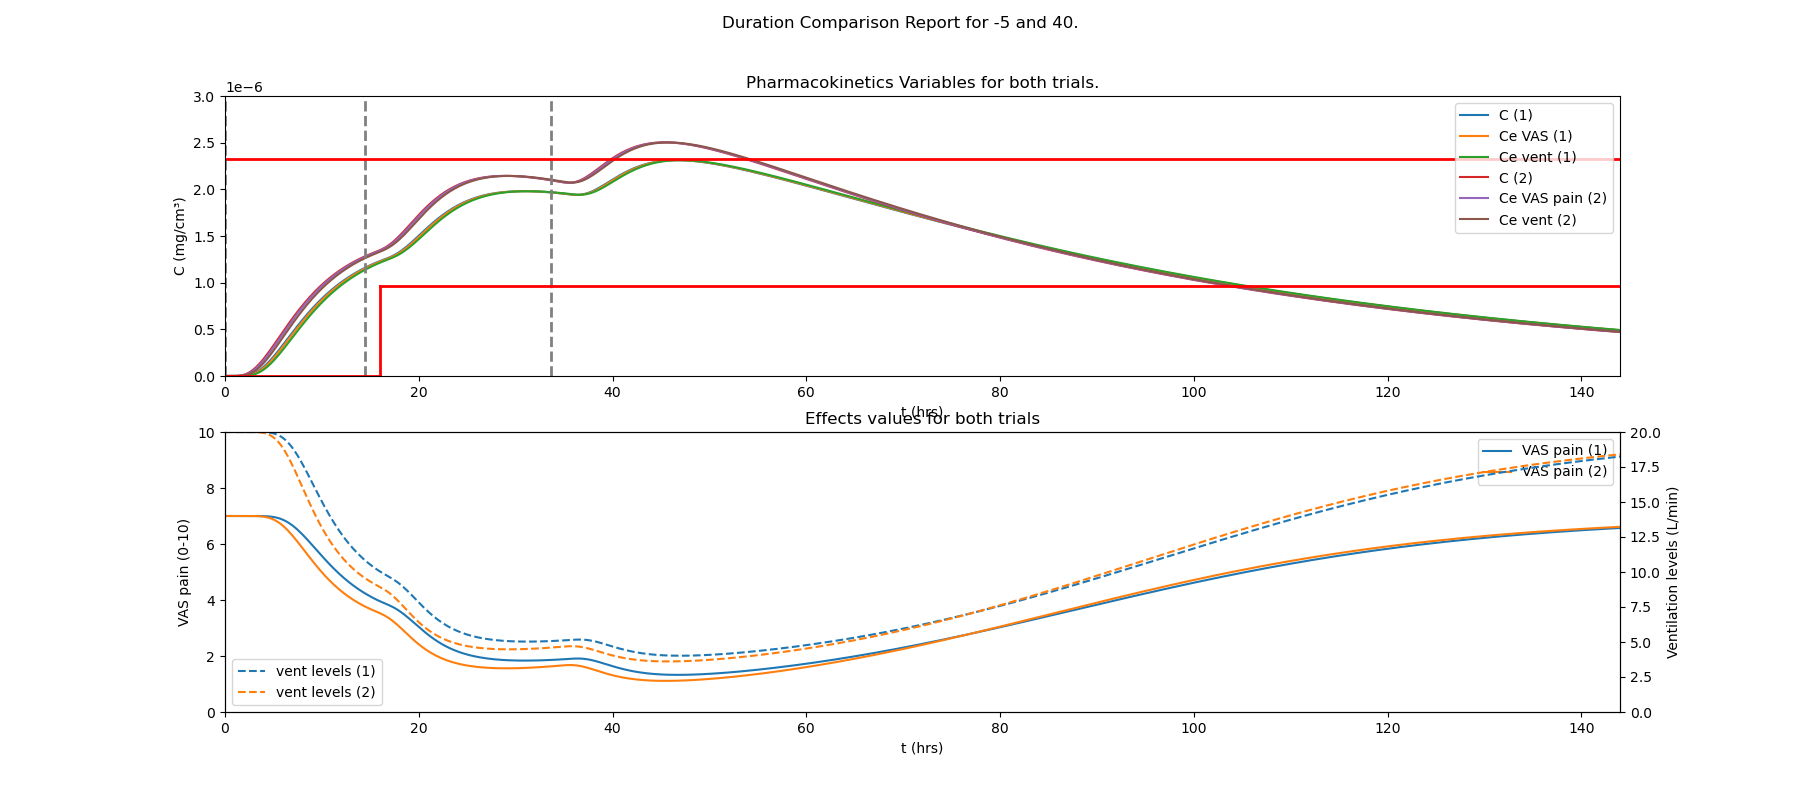 Duration Comparison Report for -5 and 40.
Pharmacokinetics Variables for both trials.
1e−6
C (mg/cm³)
3.0
2.5
2.0
1.5
1.0
0.5
0.0
C (1)
Ce VAS (1)
Ce vent (1)
C (2)
Ce VAS pain (2)
Ce vent (2)
0 20 40 60 80 100 120 140
t (hrs)
Effects values for both trials
VAS pain (0-10)
10
8
6
4
2
0
VAS pain (1)
VAS pain (2)
vent levels (1)
vent levels (2)
20.0
17.5
15.0
12.5
10.0
7.5
5.0
2.5
0.0
Ventilation levels (L/min)
0 20 40 60 80 100 120 140
t (hrs)